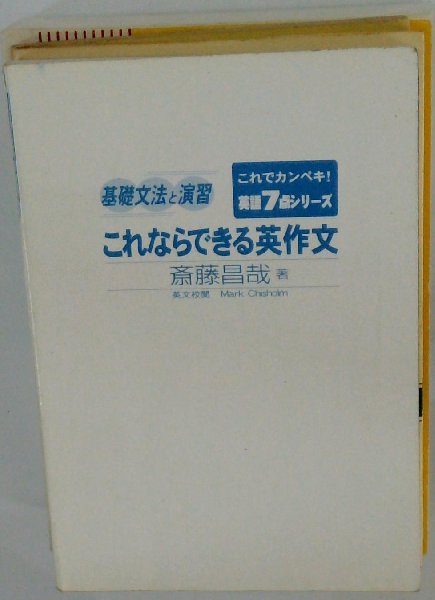 これでカンペキ!
英語7点シリーズ
基礎文法と演習
これならできる英作文
斎藤昌哉 著
英文校閲 Mark Chisholm